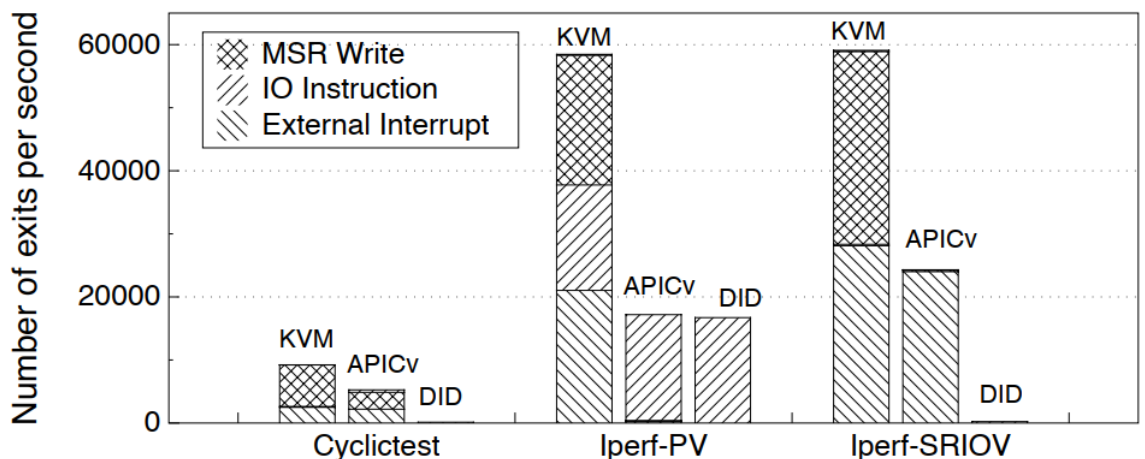 Number of exits per second
60000
40000
20000
0
MSR Write
IO Instruction
External Interrupt
KVM
APICv
DID
KVM
APICv
DID
KVM
APICv
DID
Cyclictest
Iperf-PV
Iperf-SRIOV